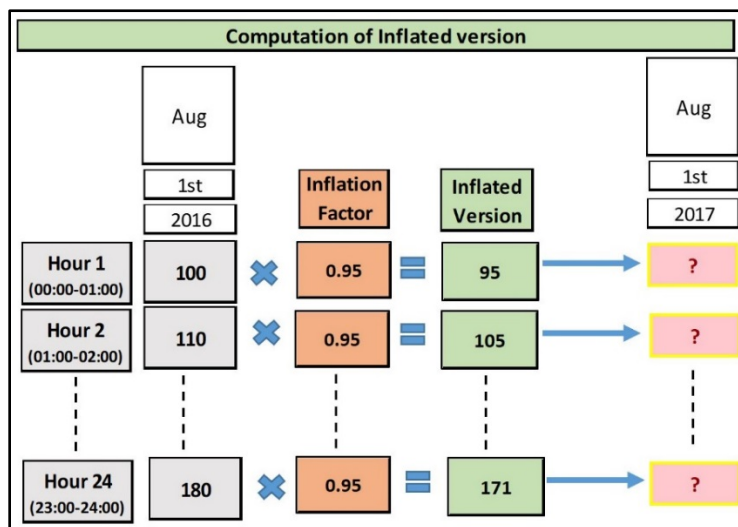 Computation of Inflated version
Aug
Aug
1st
1st
2016
Inflation
Factor
Inflated
Version
2017
Hour 1
(00:00-01:00)
100
0.95
95
?
Hour 2
(01:00-02:00)
110
0.95
105
?
Hour 24
(23:00-24:00)
180
0.95
171
?